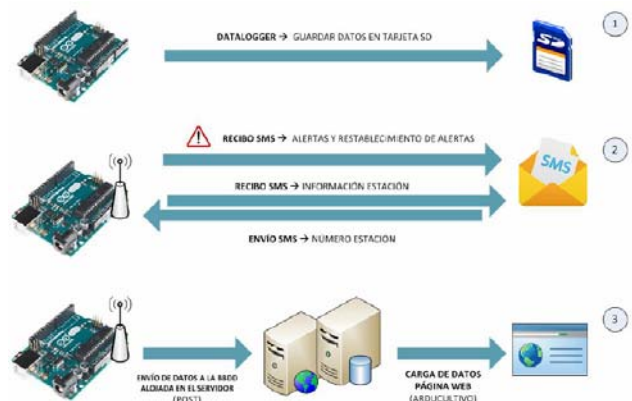 DATALOGGER → GUARDAR DATOS EN TARJETA SD
1
RECIBO SMS → ALERTAS Y RESTABLECIMIENTO DE ALERTAS
2
SMS
RECIBO SMS → INFORMACIÓN ESTACIÓN
ENVÍO SMS → NÚMERO ESTACIÓN
3
ENVÍO DE DATOS A LA BBDD
ALOJADA EN EL SERVIDOR
(POST)
CARGA DE DATOS
PÁGINA WEB
(ARDUCULTIVO)